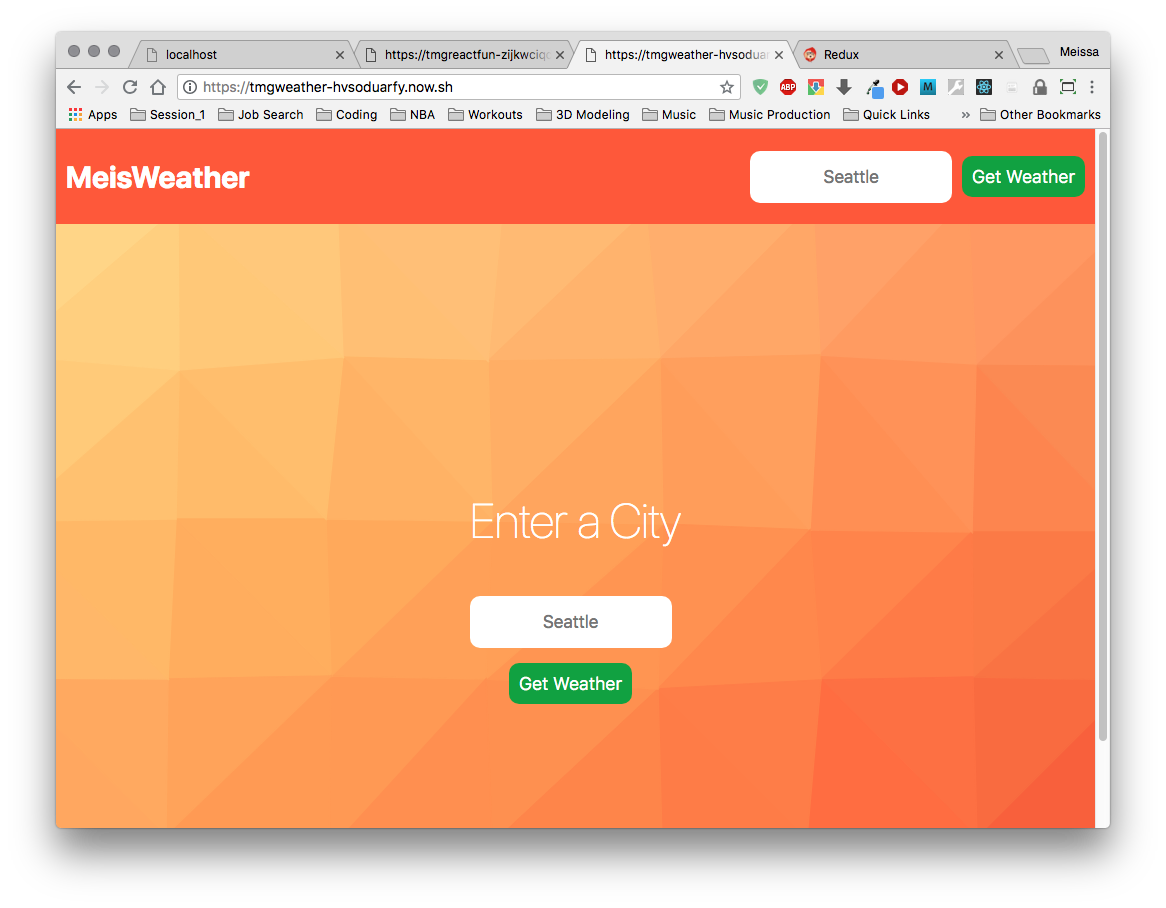 localhost
https://tmgreactfun-zijkwciq
https://tmgweather-hvsoduar
Redux
Meissa
https://tmgweather-hvsoduarfy.now.sh
ABP
M
Apps Session_1 Job Search Coding NBA Workouts 3D Modeling Music Music Production Quick Links » Other Bookmarks
MeisWeather
Seattle
Get Weather
Enter a City
Seattle
Get Weather